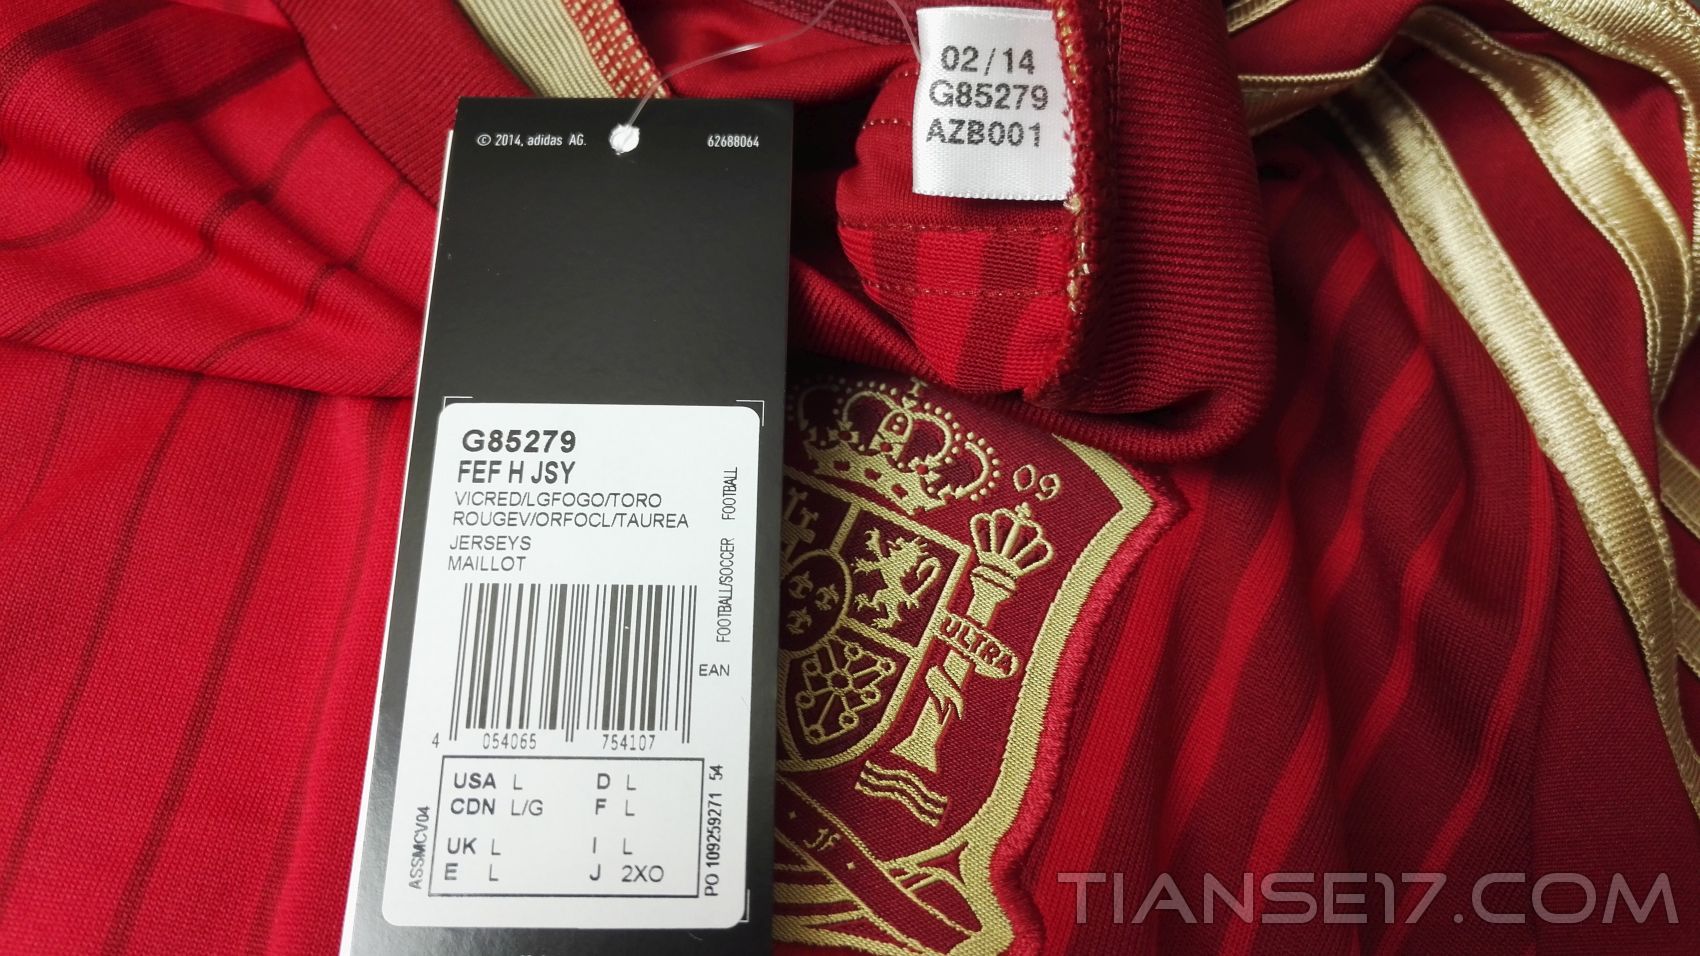 02/14
G85279
AZB001
© 2014, adidas AG. 62688064
G85279
FEF H JSY
VICRED/LGFOGO/TORO
ROUGEV/ORFOCL/TAUREA
JERSEYS
MAILLOT
FOOTBALL/SOCCER FOOTBALL
EAN
4 054065 754107
USA L D L
CDN L/G F L
UK L I L
E L J 2XO
ASSMCV04
PO 109259271 54
09
ULTRA
TIANSE17.COM